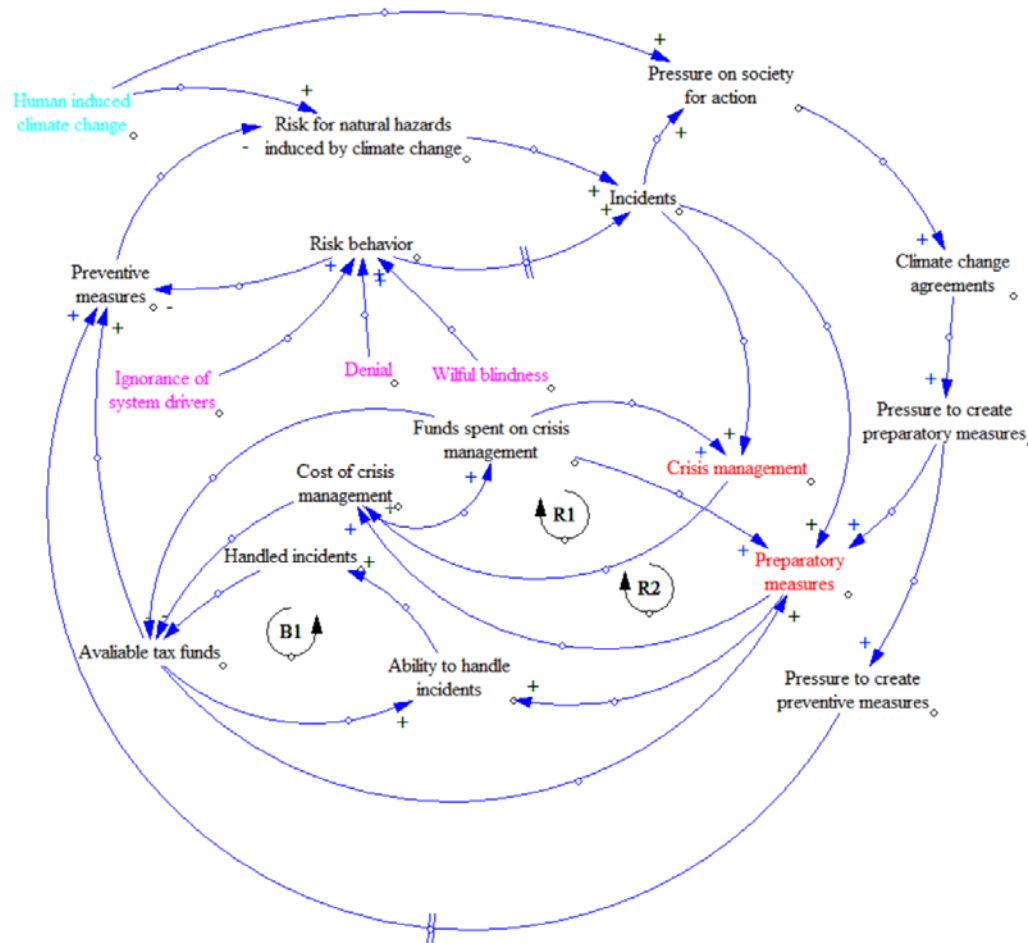 Pressure on society
for action
Human induced
climate change
Risk for natural hazards
induced by climate change
Incidents
Risk behavior
Climate change
agreements
Preventive
measures
Ignorance of
system drivers
Denial
Wilful blindness
Funds spent on crisis
management
Pressure to create
preparatory measures
Crisis management
Cost of crisis
management
R1
Handled incidents
Preparatory
measures
R2
B1
Avaliable tax funds
Ability to handle
incidents
Pressure to create
preventive measures